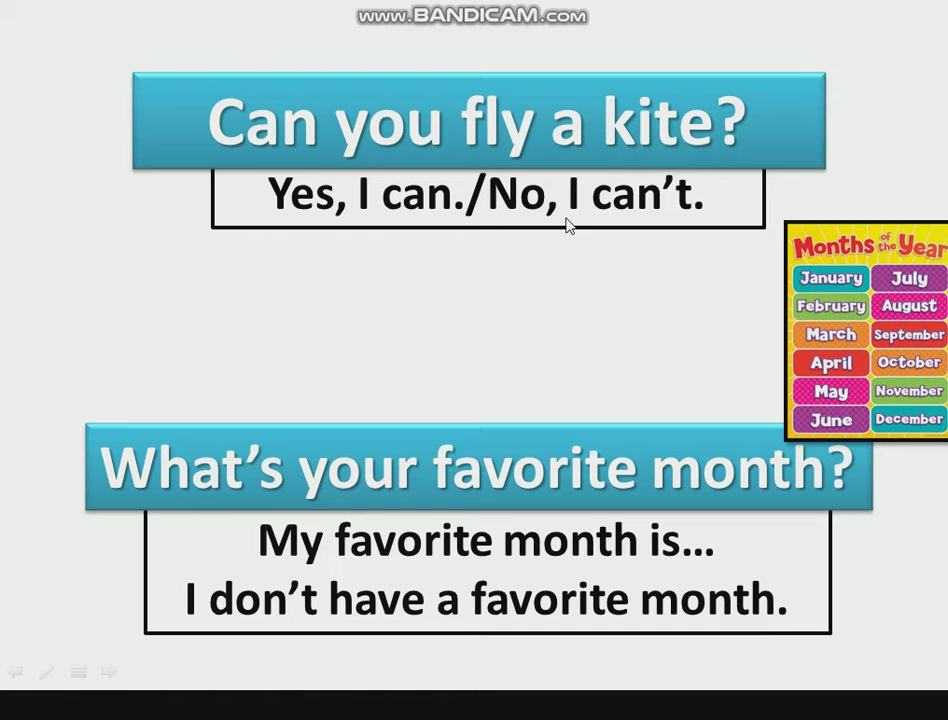 www.BANDICAM.com
Can you fly a kite?
Yes, I can./No, I can't.
Months of the Year
January July
February August
March September
April October
May November
June December
What's your favorite month?
My favorite month is...
I don't have a favorite month.